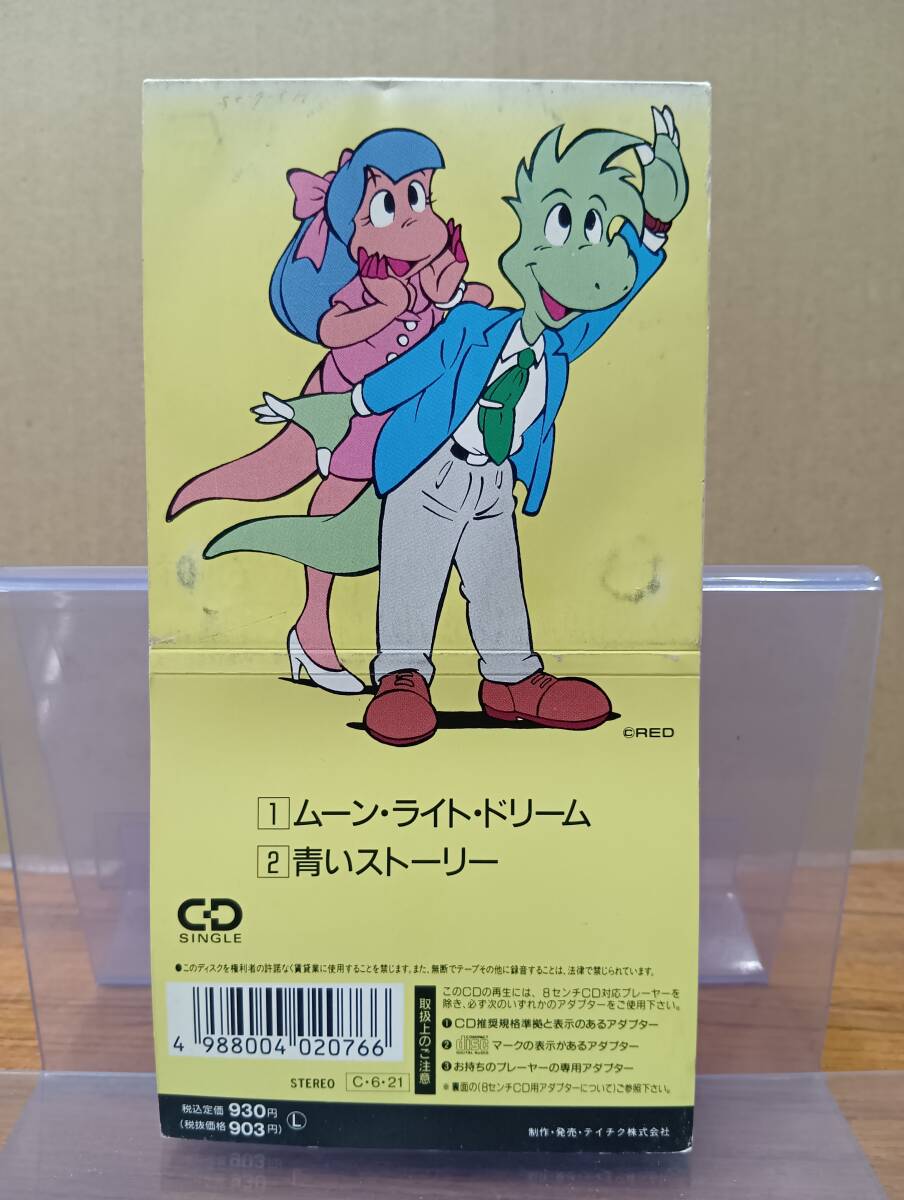 ©RED
1 ムーン・ライト・ドリーム
2 青いストーリー
CD
SINGLE
●このディスクを権利者の許諾なく賃貸業に使用することを禁じます。また、無断でテープその他に録音することは、法律で禁じられています。
取扱上のご注意
このCDの再生には、8センチCD対応プレーヤーを
除き、必ず次のいずれかのアダプターをご使用下さい。
❶CD推奨規格準拠と表示のあるアダプター
❷COMPACT disc DIGITAL AUDIO マークの表示があるアダプター
❸お持ちのプレーヤーの専用アダプター
※裏面の(8センチCD用アダプターについて)ご参照下さい。
4 988004 020766
STEREO C・6・21
税込定価 930円
(税抜価格 903円) L
制作・発売・テイチク株式会社